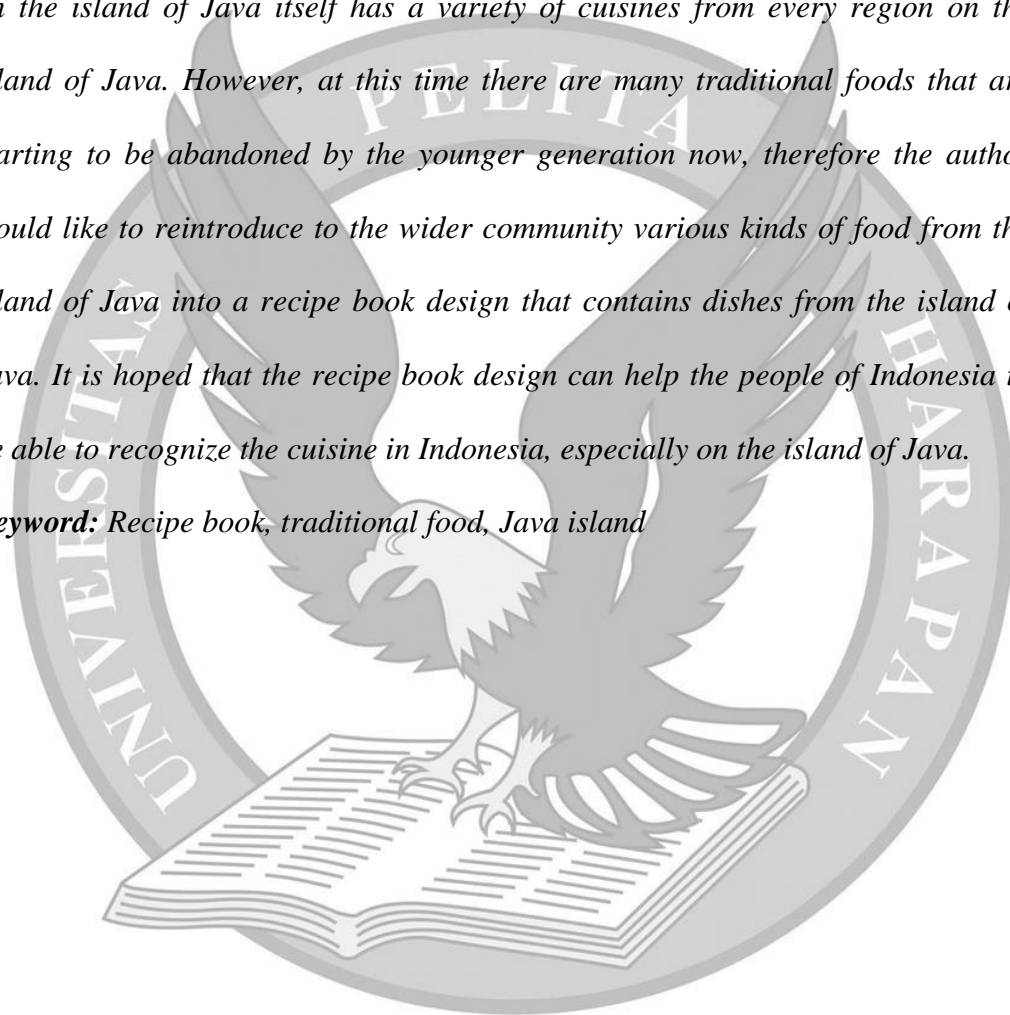 n the island of Java itself has a variety of cuisines from every region on th
land of Java. However, at this time there are many traditional foods that ar
arting to be abandoned by the younger generation now, therefore the autho
ould like to reintroduce to the wider community various kinds of food from th
land of Java into a recipe book design that contains dishes from the island o
ava. It is hoped that the recipe book design can help the people of Indonesia t
e able to recognize the cuisine in Indonesia, especially on the island of Java.
eyword: Recipe book, traditional food, Java island
UNIVERSITAS PELITA HARAPAN